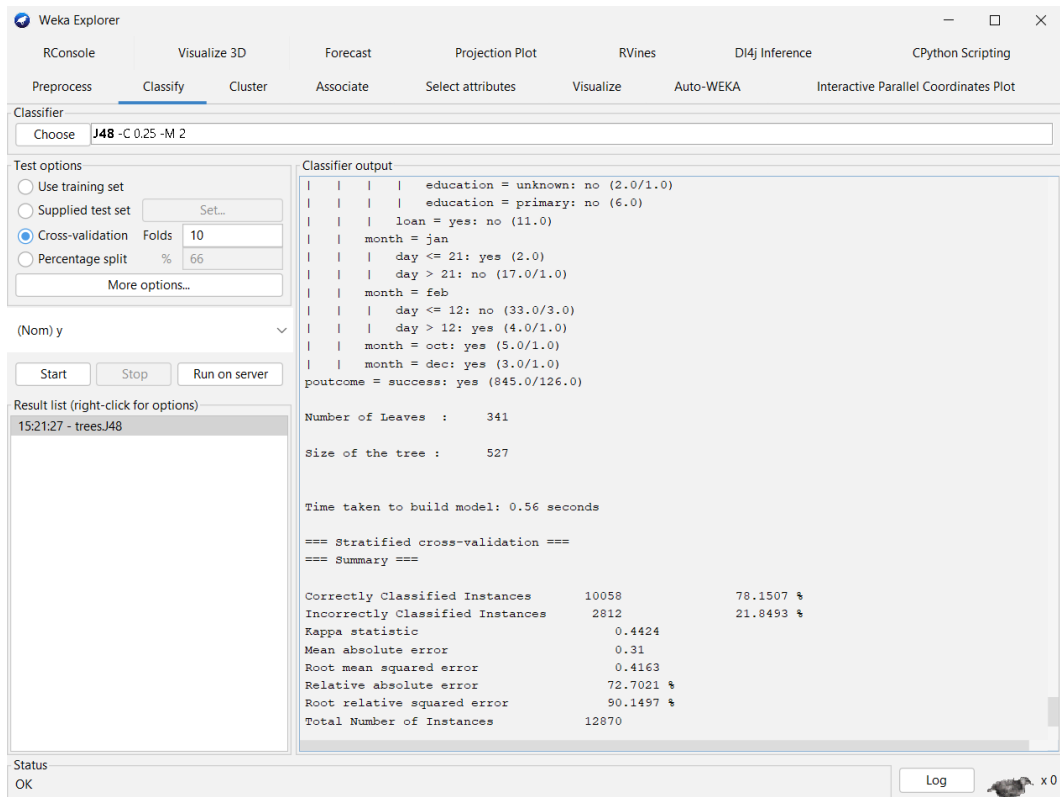 Weka Explorer
RConsole Visualize 3D Forecast Projection Plot RVines Dl4j Inference CPython Scripting
Preprocess Classify Cluster Associate Select attributes Visualize Auto-WEKA Interactive Parallel Coordinates Plot
Classifier
Choose J48 -C 0.25 -M 2
Test options
Use training set
Supplied test set Set...
Cross-validation Folds 10
Percentage split % 66
More options...
(Nom) y
Start Stop Run on server
Result list (right-click for options)
15:21:27 - trees.J48
Classifier output
| | | | education = unknown: no (2.0/1.0)
| | | | education = primary: no (6.0)
| | | loan = yes: no (11.0)
| | month = jan
| | | day <= 21: yes (2.0)
| | | day > 21: no (17.0/1.0)
| | month = feb
| | | day <= 12: no (33.0/3.0)
| | | day > 12: yes (4.0/1.0)
| | month = oct: yes (5.0/1.0)
| | month = dec: yes (3.0/1.0)
poutcome = success: yes (845.0/126.0)
Number of Leaves : 341
Size of the tree : 527
Time taken to build model: 0.56 seconds
=== Stratified cross-validation ===
=== Summary ===
Correctly Classified Instances 10058 78.1507 %
Incorrectly Classified Instances 2812 21.8493 %
Kappa statistic 0.4424
Mean absolute error 0.31
Root mean squared error 0.4163
Relative absolute error 72.7021 %
Root relative squared error 90.1497 %
Total Number of Instances 12870
Status
OK
Log
x 0